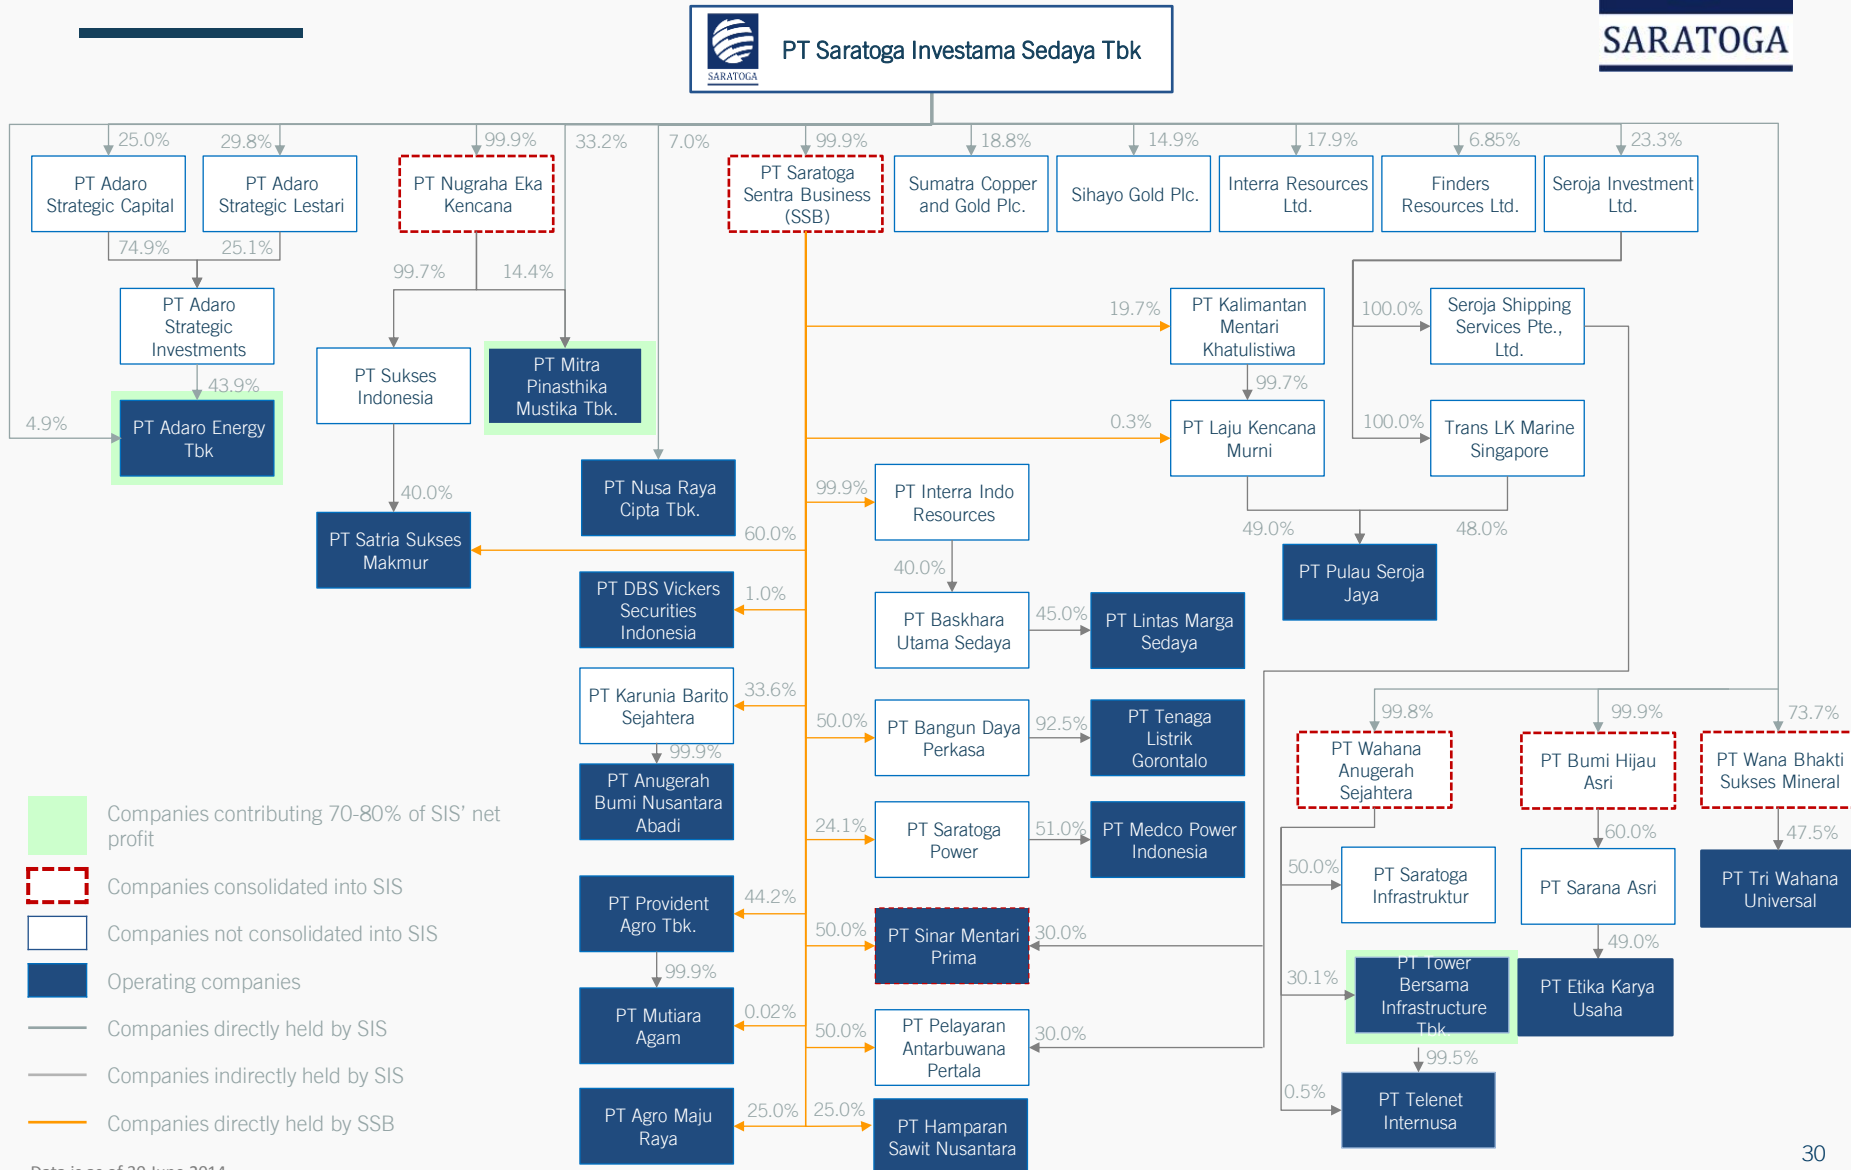 SARATOGA
PT Saratoga Investama Sedaya Tbk
SARATOGA
25.0%
29.8%
99.9%
33.2%
7.0%
99.9%
18.8%
14.9%
17.9%
6.85%
23.3%
PT Adaro
Strategic Capital
PT Adaro
Strategic Lestari
PT Nugraha Eka
Kencana
PT Saratoga
Sentra Business
(SSB)
Sumatra Copper
and Gold Plc.
Sihayo Gold Plc.
Interra Resources
Ltd.
Finders
Resources Ltd.
Seroja Investment
Ltd.
74.9%
25.1%
99.7%
14.4%
PT Adaro
Strategic
Investments
19.7%
PT Kalimantan
Mentari
Khatulistiwa
100.0%
Seroja Shipping
Services Pte.,
Ltd.
PT Sukses
Indonesia
PT Mitra
Pinasthika
Mustika Tbk.
43.9%
99.7%
4.9%
PT Adaro Energy
Tbk
0.3%
PT Laju Kencana
Murni
100.0%
Trans LK Marine
Singapore
40.0%
PT Nusa Raya
Cipta Tbk.
99.9%
PT Interra Indo
Resources
49.0%
48.0%
PT Satria Sukses
Makmur
60.0%
40.0%
PT Pulau Seroja
Jaya
PT DBS Vickers
Securities
Indonesia
1.0%
PT Baskhara
Utama Sedaya
45.0%
PT Lintas Marga
Sedaya
PT Karunia Barito
Sejahtera
33.6%
50.0%
PT Bangun Daya
Perkasa
92.5%
PT Tenaga
Listrik
Gorontalo
99.8%
99.9%
73.7%
99.9%
PT Wahana
Anugerah
Sejahtera
PT Bumi Hijau
Asri
PT Wana Bhakti
Sukses Mineral
PT Anugerah
Bumi Nusantara
Abadi
24.1%
PT Saratoga
Power
51.0%
PT Medco Power
Indonesia
60.0%
47.5%
Companies contributing 70-80% of SIS' net
profit
Companies consolidated into SIS
Companies not consolidated into SIS
Operating companies
Companies directly held by SIS
Companies indirectly held by SIS
Companies directly held by SSB
50.0%
PT Saratoga
Infrastruktur
PT Sarana Asri
PT Tri Wahana
Universal
PT Provident
Agro Tbk.
44.2%
50.0%
PT Sinar Mentari
Prima
30.0%
49.0%
99.9%
30.1%
PT Tower
Bersama
Infrastructure
Tbk
PT Etika Karya
Usaha
PT Mutiara
Agam
0.02%
50.0%
PT Pelayaran
Antarbuwana
Pertala
30.0%
99.5%
0.5%
PT Telenet
Internusa
PT Agro Maju
Raya
25.0%
25.0%
PT Hamparan
Sawit Nusantara
30
Data is as of 30 June 2014